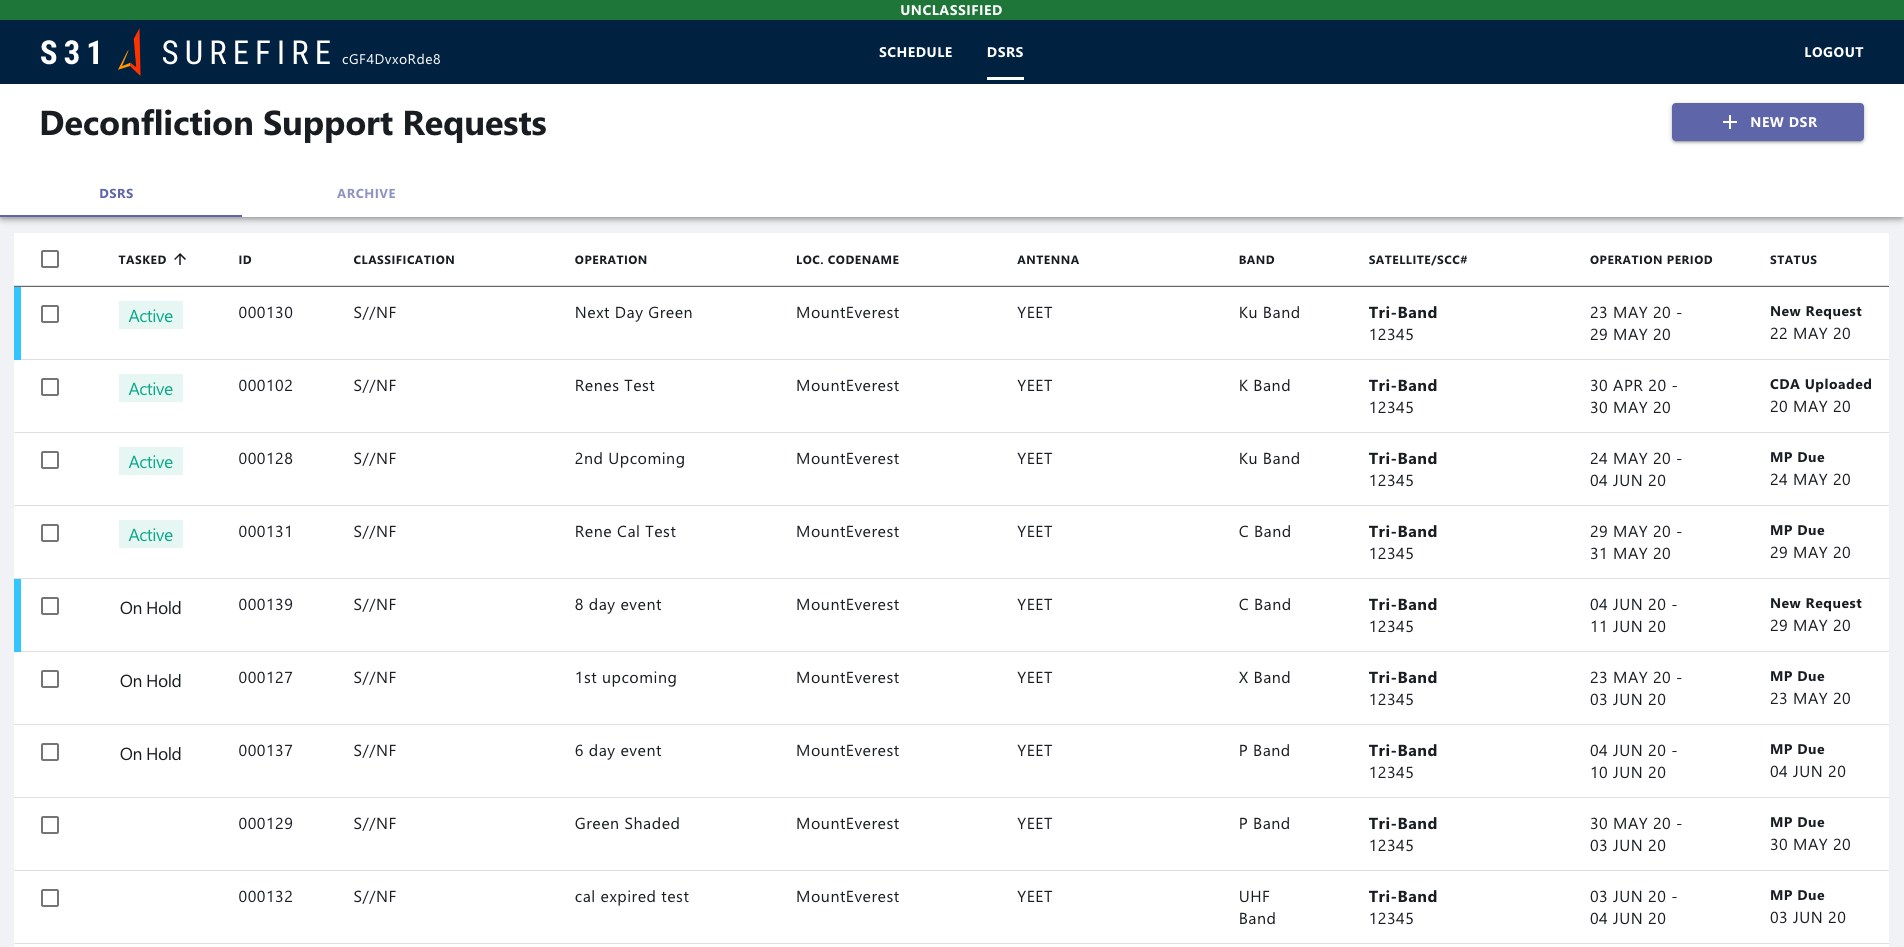 UNCLASSIFIED
S31 SUREFIRE cGF4DvxoRde8 SCHEDULE DSRS LOGOUT
Deconfliction Support Requests + NEW DSR
DSRS ARCHIVE
TASKED ID CLASSIFICATION OPERATION LOC. CODENAME ANTENNA BAND SATELLITE/SCC# OPERATION PERIOD STATUS
Active 000130 S//NF Next Day Green MountEverest YEET Ku Band Tri-Band 23 MAY 20 - New Request
12345 29 MAY 20 22 MAY 20
Active 000102 S//NF Renes Test MountEverest YEET K Band Tri-Band 30 APR 20 - CDA Uploaded
12345 30 MAY 20 20 MAY 20
Active 000128 S//NF 2nd Upcoming MountEverest YEET Ku Band Tri-Band 24 MAY 20 - MP Due
12345 04 JUN 20 24 MAY 20
Active 000131 S//NF Rene Cal Test MountEverest YEET C Band Tri-Band 29 MAY 20 - MP Due
12345 31 MAY 20 29 MAY 20
On Hold 000139 S//NF 8 day event MountEverest YEET C Band Tri-Band 04 JUN 20 - New Request
12345 11 JUN 20 29 MAY 20
On Hold 000127 S//NF 1st upcoming MountEverest YEET X Band Tri-Band 23 MAY 20 - MP Due
12345 03 JUN 20 23 MAY 20
On Hold 000137 S//NF 6 day event MountEverest YEET P Band Tri-Band 04 JUN 20 - MP Due
12345 10 JUN 20 04 JUN 20
000129 S//NF Green Shaded MountEverest YEET P Band Tri-Band 30 MAY 20 - MP Due
12345 03 JUN 20 30 MAY 20
000132 S//NF cal expired test MountEverest YEET UHF Tri-Band 03 JUN 20 - MP Due
Band 12345 04 JUN 20 03 JUN 20